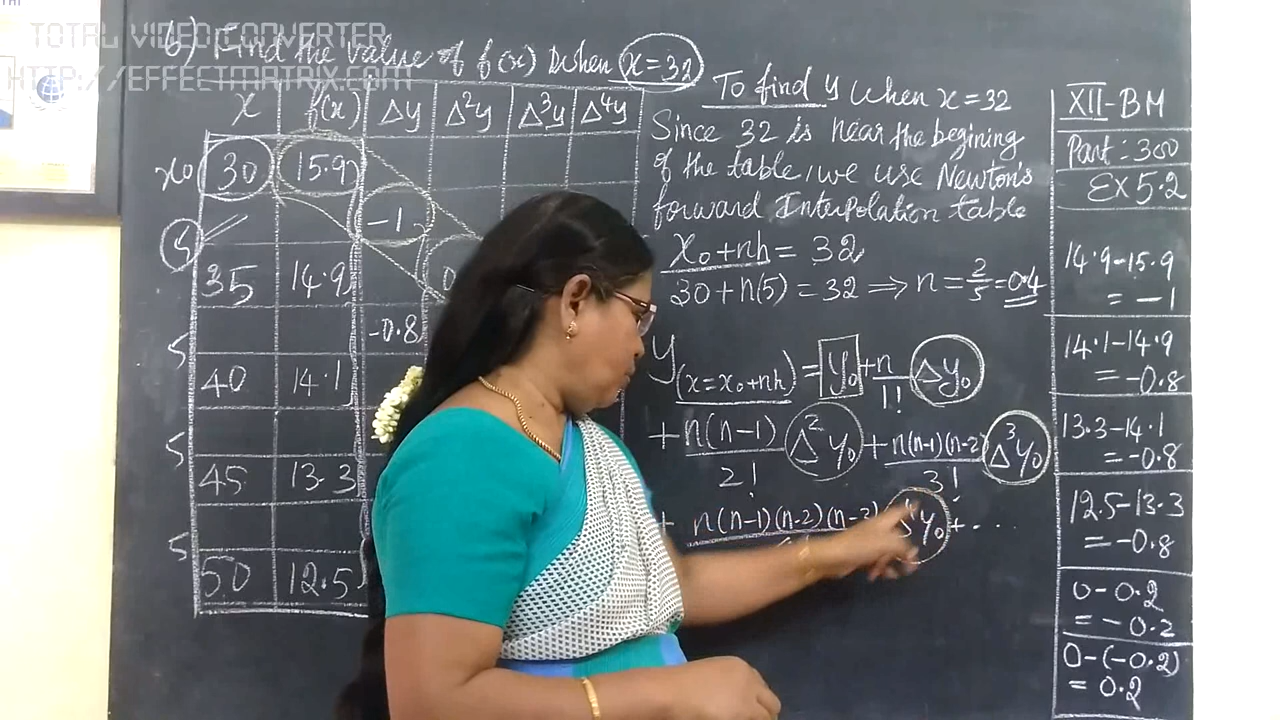 TOTAL VIDEO CONVERTER
HTTP://EFFECTMATRIX.COM
6) Find the value of f(x) when x=32
x f(x) Δy Δ²y Δ³y Δ⁴y
x0 30 15.9
-1
5
35 14.9 0
-0.8
5
40 14.1
5
45 13.3
5
50 12.5
To find y when x=32
Since 32 is near the begining
of the table, we use Newton's
forward Interpolation table
x₀+nh = 32
30+n(5) = 32 ⟹ n = 2/5 = 0.4
y(x=x₀+nh) = y₀ + n/1! Δy₀
+ n(n-1)/2! Δ²y₀ + n(n-1)(n-2)/3! Δ³y₀
+ n(n-1)(n-2)(n-3) Δ⁴y₀ + ....
XII-BM
Part: 300
EX 5.2
14.9-15.9
= -1
14.1-14.9
= -0.8
13.3-14.1
= -0.8
12.5-13.3
= -0.8
0-0.2
= -0.2
0-(-0.2)
= 0.2